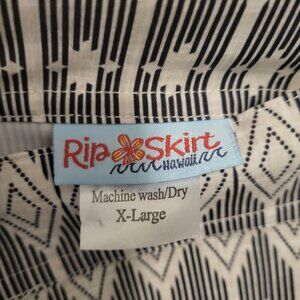 Rip Skirt
Hawaii
Machine wash/Dry
X-Large